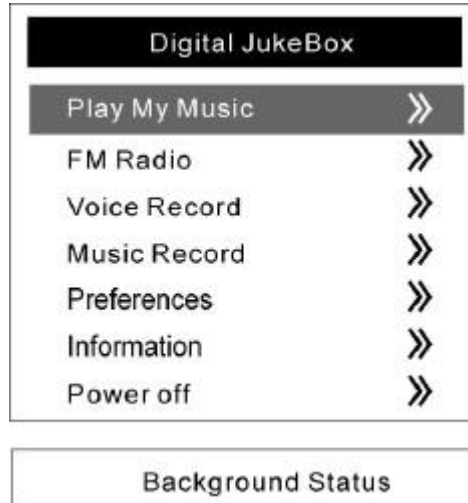 Digital JukeBox
Play My Music
FM Radio
Voice Record
Music Record
Preferences
Information
Power off
Background Status